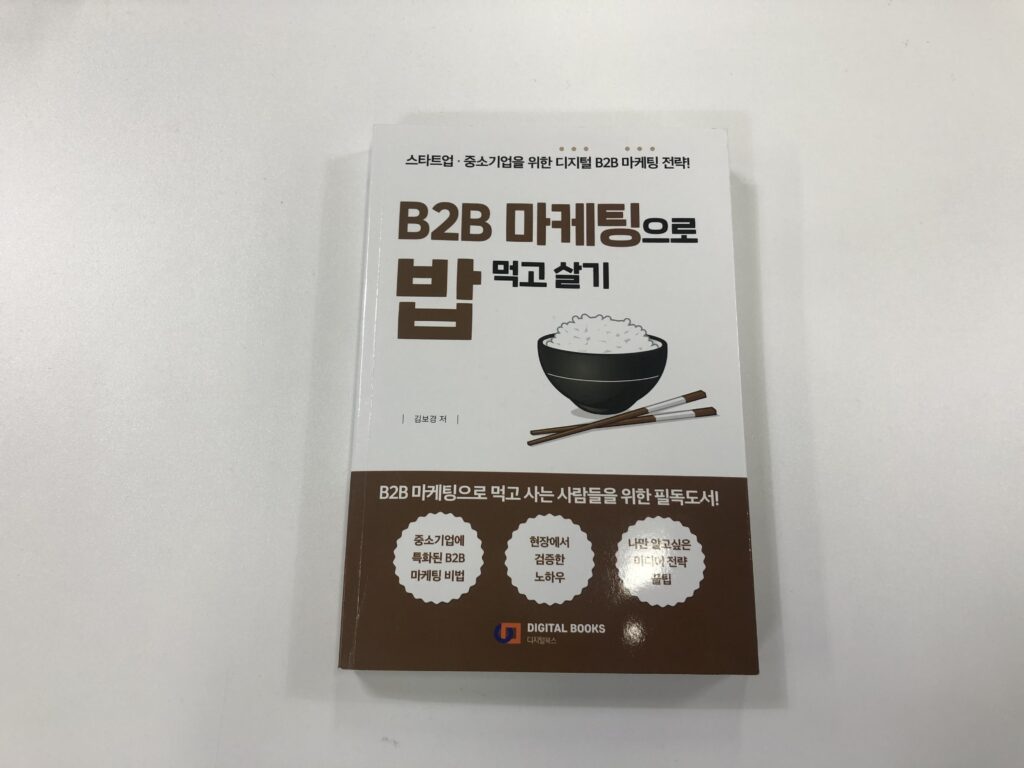 스타트업 · 중소기업을 위한 디지털 B2B 마케팅 전략!
B2B 마케팅으로
밥 먹고 살기
김보경 저
B2B 마케팅으로 먹고 사는 사람들을 위한 필독도서!
중소기업에
특화된 B2B
마케팅 비법
현장에서
검증한
노하우
나만 알고싶은
미디어 전략
꿀팁
DIGITAL BOOKS
디지털북스